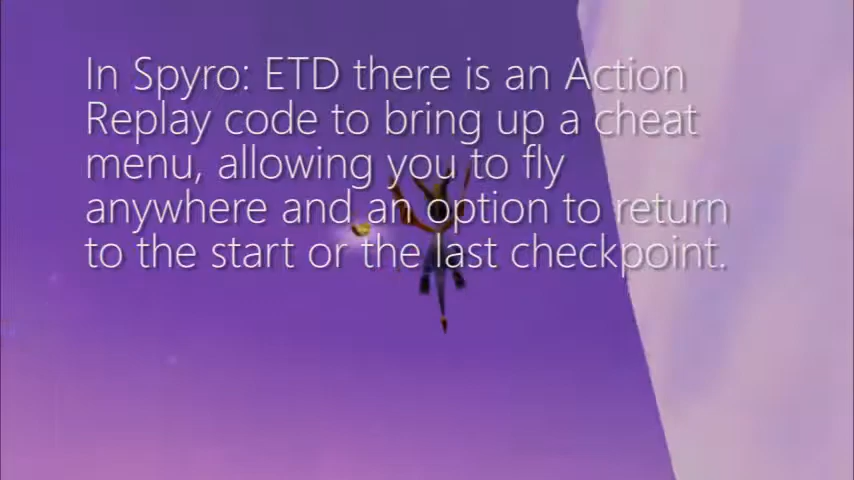 In Spyro: ETD there is an Action
Replay code to bring up a cheat
menu, allowing you to fly
anywhere and an option to return
to the start or the last checkpoint.